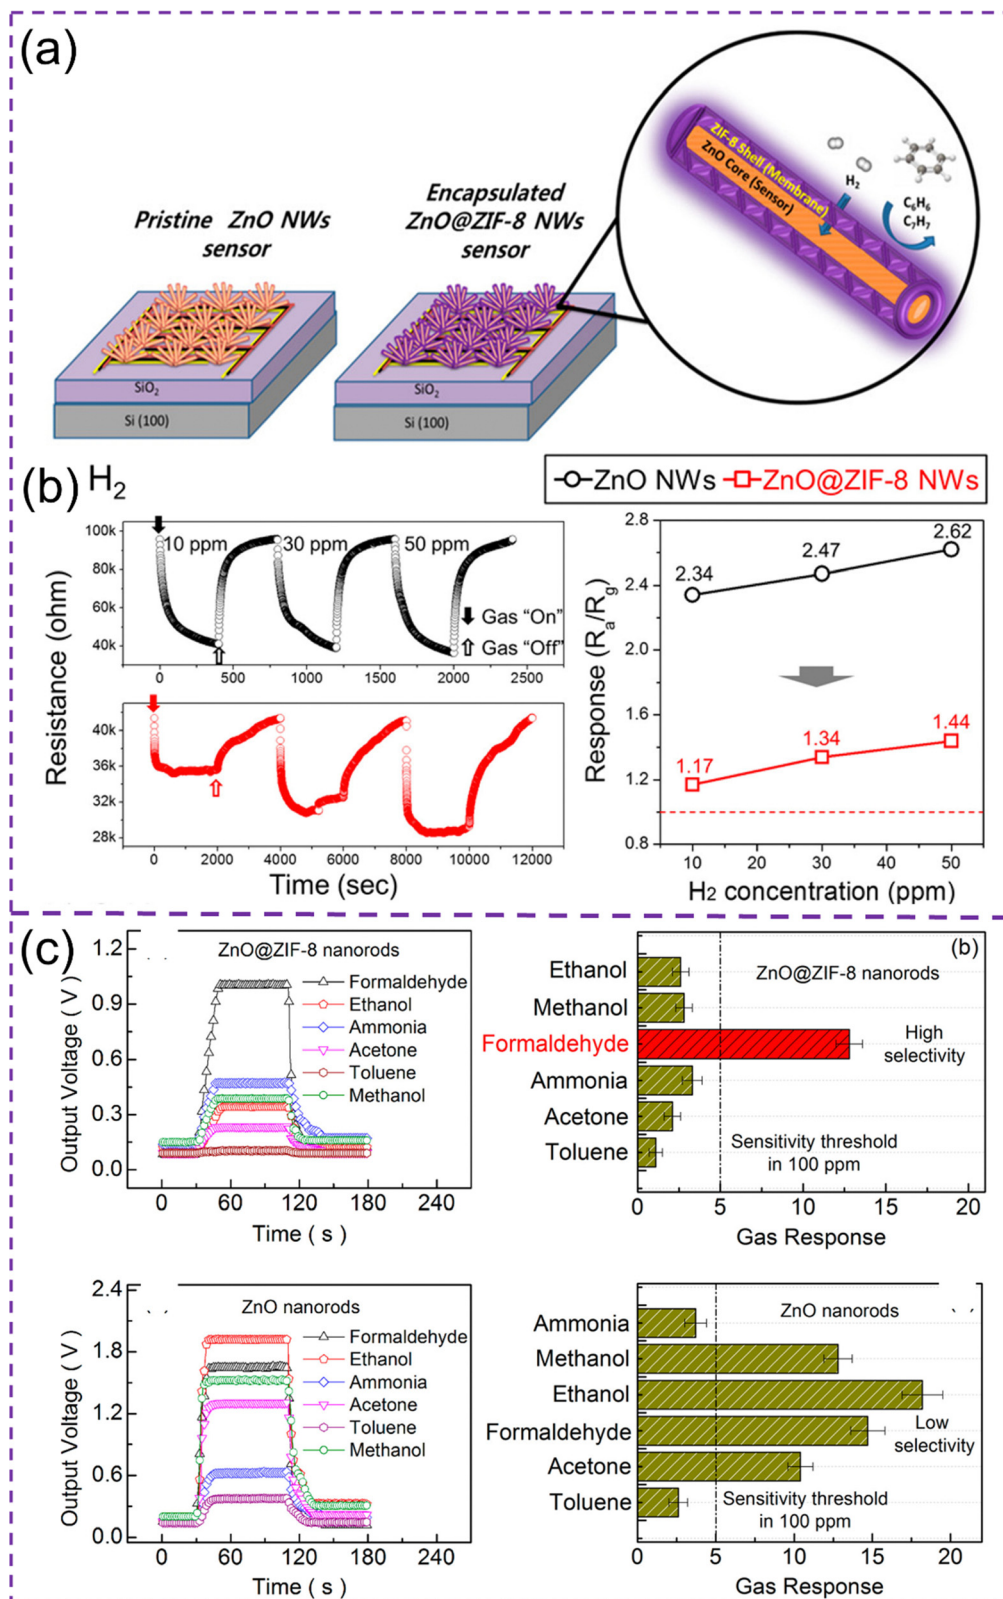 (a)
Pristine ZnO NWs
sensor
Encapsulated
ZnO@ZIF-8 NWs
sensor
ZIF-8 Shell (Membrane)
ZnO Core (Sensor)
H2
C6H6
C7H7
SiO2
Si (100)
SiO2
Si (100)
(b) H2
ZnO NWs ZnO@ZIF-8 NWs
Resistance (ohm)
100k
80k
60k
40k
10 ppm 30 ppm 50 ppm
Gas "On"
Gas "Off"
0 500 1000 1500 2000 2500
40k
36k
32k
28k
0 2000 4000 6000 8000 10000 12000
Time (sec)
Response (Ra/Rg)
2.8
2.4
2.0
1.6
1.2
0.8
2.34 2.47 2.62
1.17 1.34 1.44
10 20 30 40 50
H2 concentration (ppm)
(c)
Output Voltage ( V )
1.2
0.9
0.6
0.3
0.0
ZnO@ZIF-8 nanorods
Formaldehyde
Ethanol
Ammonia
Acetone
Toluene
Methanol
0 60 120 180 240
Time ( s )
(b)
ZnO@ZIF-8 nanorods
Ethanol
Methanol
Formaldehyde
Ammonia
Acetone
Toluene
High
selectivity
Sensitivity threshold
in 100 ppm
0 5 10 15 20
Gas Response
Output Voltage ( V )
2.4
1.8
1.2
0.6
0.0
ZnO nanorods
Formaldehyde
Ethanol
Ammonia
Acetone
Toluene
Methanol
0 60 120 180 240
Time ( s )
ZnO nanorods
Ammonia
Methanol
Ethanol
Formaldehyde
Acetone
Toluene
Low
selectivity
Sensitivity threshold
in 100 ppm
0 5 10 15 20
Gas Response